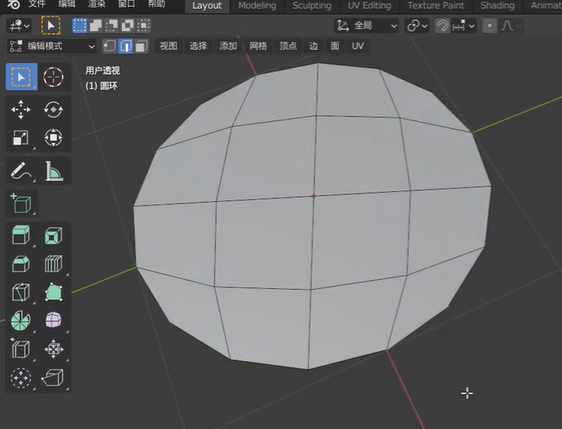 文件 编辑 渲染 窗口 帮助 Layout Modeling Sculpting UV Editing Texture Paint Shading Animat
全局
编辑模式 视图 选择 添加 网格 顶点 边 面 UV
用户透视
(1) 圆环